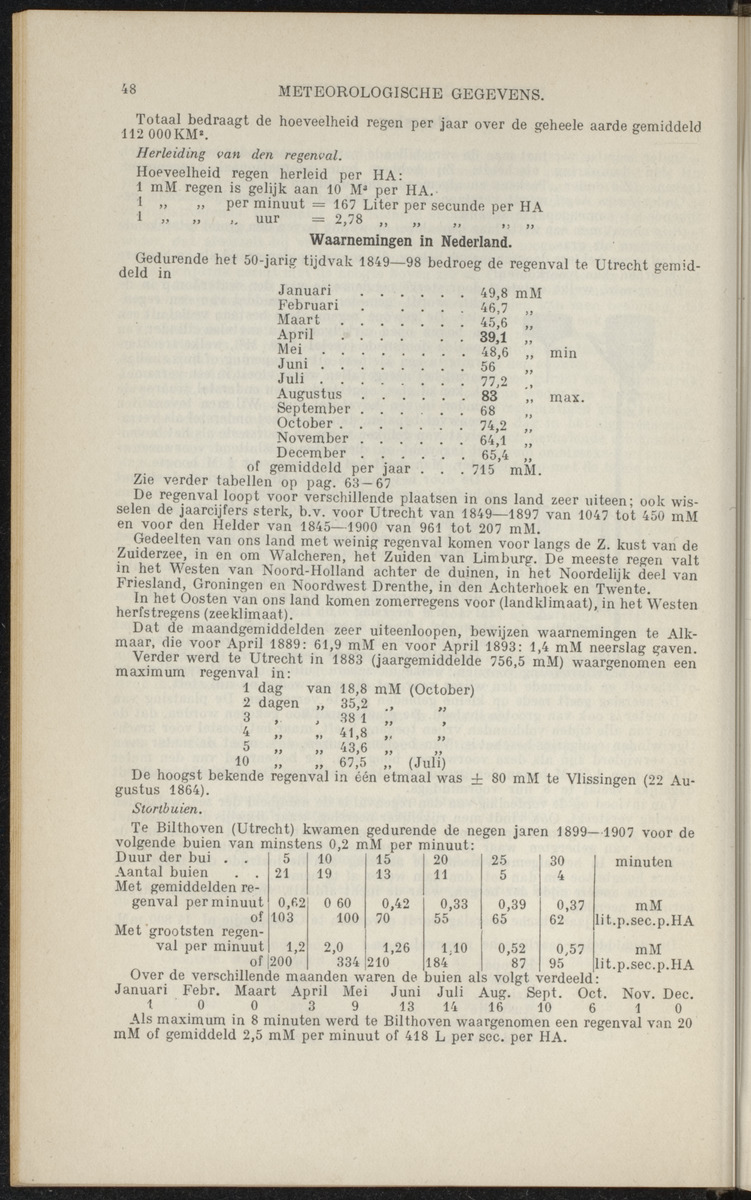 48 METEOROLOGISCHE GEGEVENS.
Totaal bedraagt de hoeveelheid regen per jaar over de geheele aarde gemiddeld
112 000 KM³.
Herleiding van den regenval.
Hoeveelheid regen herleid per HA:
1 mM regen is gelijk aan 10 M³ per HA.
1 „ „ per minuut = 167 Liter per secunde per HA
1 „ „ „ uur = 2,78 „ „ „ „ „
Waarnemingen in Nederland.
Gedurende het 50-jarig tijdvak 1849—98 bedroeg de regenval te Utrecht gemid-
deld in
Januari . . . . . . 49,8 mM
Februari . . . . . 46,7 „
Maart . . . . . . . 45,6 „
April . . . . . . 39,1 „
Mei . . . . . . . . 48,6 „ min
Juni . . . . . . . . 56 „
Juli . . . . . . . . 77,2 „
Augustus . . . . . . 83 „ max.
September . . . . . . 68 „
October . . . . . . . 74,2 „
November . . . . . . 64,1 „
December . . . . . . 65,4 „
of gemiddeld per jaar . . . 715 mM.
Zie verder tabellen op pag. 63—67
De regenval loopt voor verschillende plaatsen in ons land zeer uiteen; ook wis-
selen de jaarcijfers sterk, b.v. voor Utrecht van 1849—1897 van 1047 tot 450 mM
en voor den Helder van 1845—1900 van 961 tot 207 mM.
Gedeelten van ons land met weinig regenval komen voor langs de Z. kust van de
Zuiderzee, in en om Walcheren, het Zuiden van Limburg. De meeste regen valt
in het Westen van Noord-Holland achter de duinen, in het Noordelijk deel van
Friesland, Groningen en Noordwest Drenthe, in den Achterhoek en Twente.
In het Oosten van ons land komen zomerregens voor (landklimaat), in het Westen
herfstregens (zeeklimaat).
Dat de maandgemiddelden zeer uiteenloopen, bewijzen waarnemingen te Alk-
maar, die voor April 1889: 61,9 mM en voor April 1893: 1,4 mM neerslag gaven.
Verder werd te Utrecht in 1883 (jaargemiddelde 756,5 mM) waargenomen een
maximum regenval in:
1 dag van 18,8 mM (October)
2 dagen „ 35,2 „ „
3 „ „ 38 1 „ „
4 „ „ 41,8 „ „
5 „ „ 43,6 „ „
10 „ „ 67,5 „ (Juli)
De hoogst bekende regenval in één etmaal was ± 80 mM te Vlissingen (22 Au-
gustus 1864).
Stortbuien.
Te Bilthoven (Utrecht) kwamen gedurende de negen jaren 1899—1907 voor de
volgende buien van minstens 0,2 mM per minuut:
Duur der bui . . 5 10 15 20 25 30 minuten
Aantal buien . . 21 19 13 11 5 4
Met gemiddelden re-
genval per minuut 0,62 0 60 0,42 0,33 0,39 0,37 mM
of 103 100 70 55 65 62 lit.p.sec.p.HA
Met grootsten regen-
val per minuut 1,2 2,0 1,26 1,10 0,52 0,57 mM
of 200 334 210 184 87 95 lit.p.sec.p.HA
Over de verschillende maanden waren de buien als volgt verdeeld:
Januari Febr. Maart April Mei Juni Juli Aug. Sept. Oct. Nov. Dec.
1 0 0 3 9 13 14 16 10 6 1 0
Als maximum in 8 minuten werd te Bilthoven waargenomen een regenval van 20
mM of gemiddeld 2,5 mM per minuut of 418 L per sec. per HA.